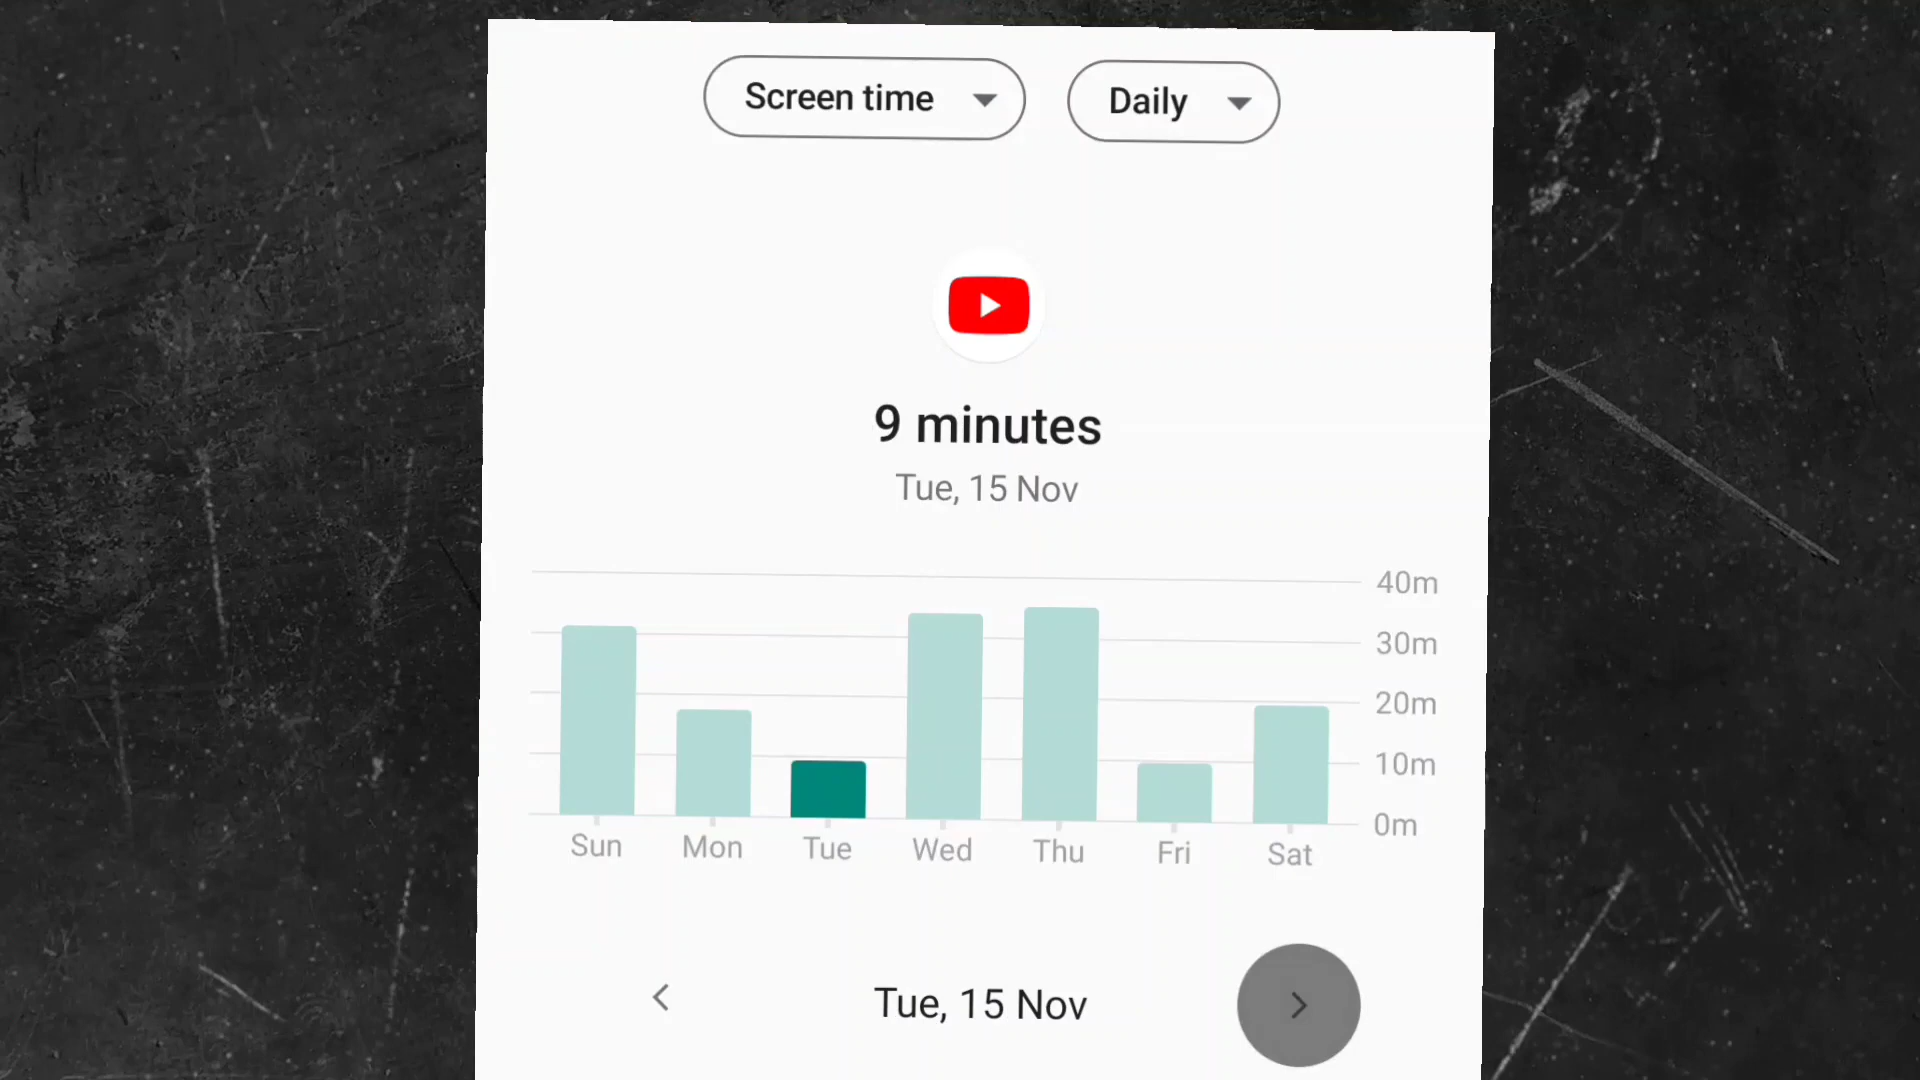 Screen time
Daily
9 minutes
Tue, 15 Nov
40m
30m
20m
10m
0m
Sun Mon Tue Wed Thu Fri Sat
Tue, 15 Nov